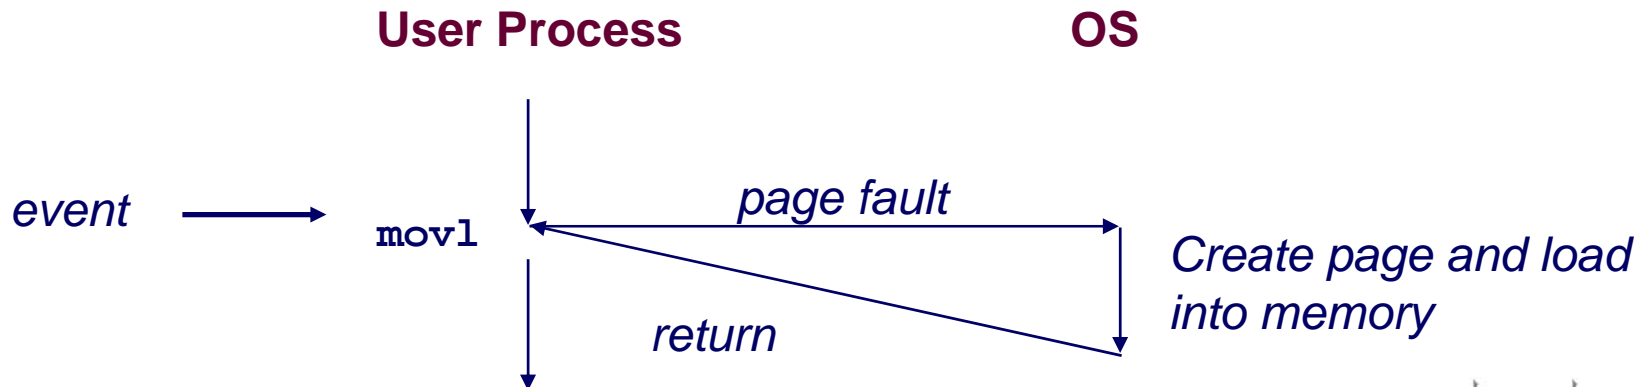 User Process
OS
event
movl
page fault
Create page and load
into memory
return